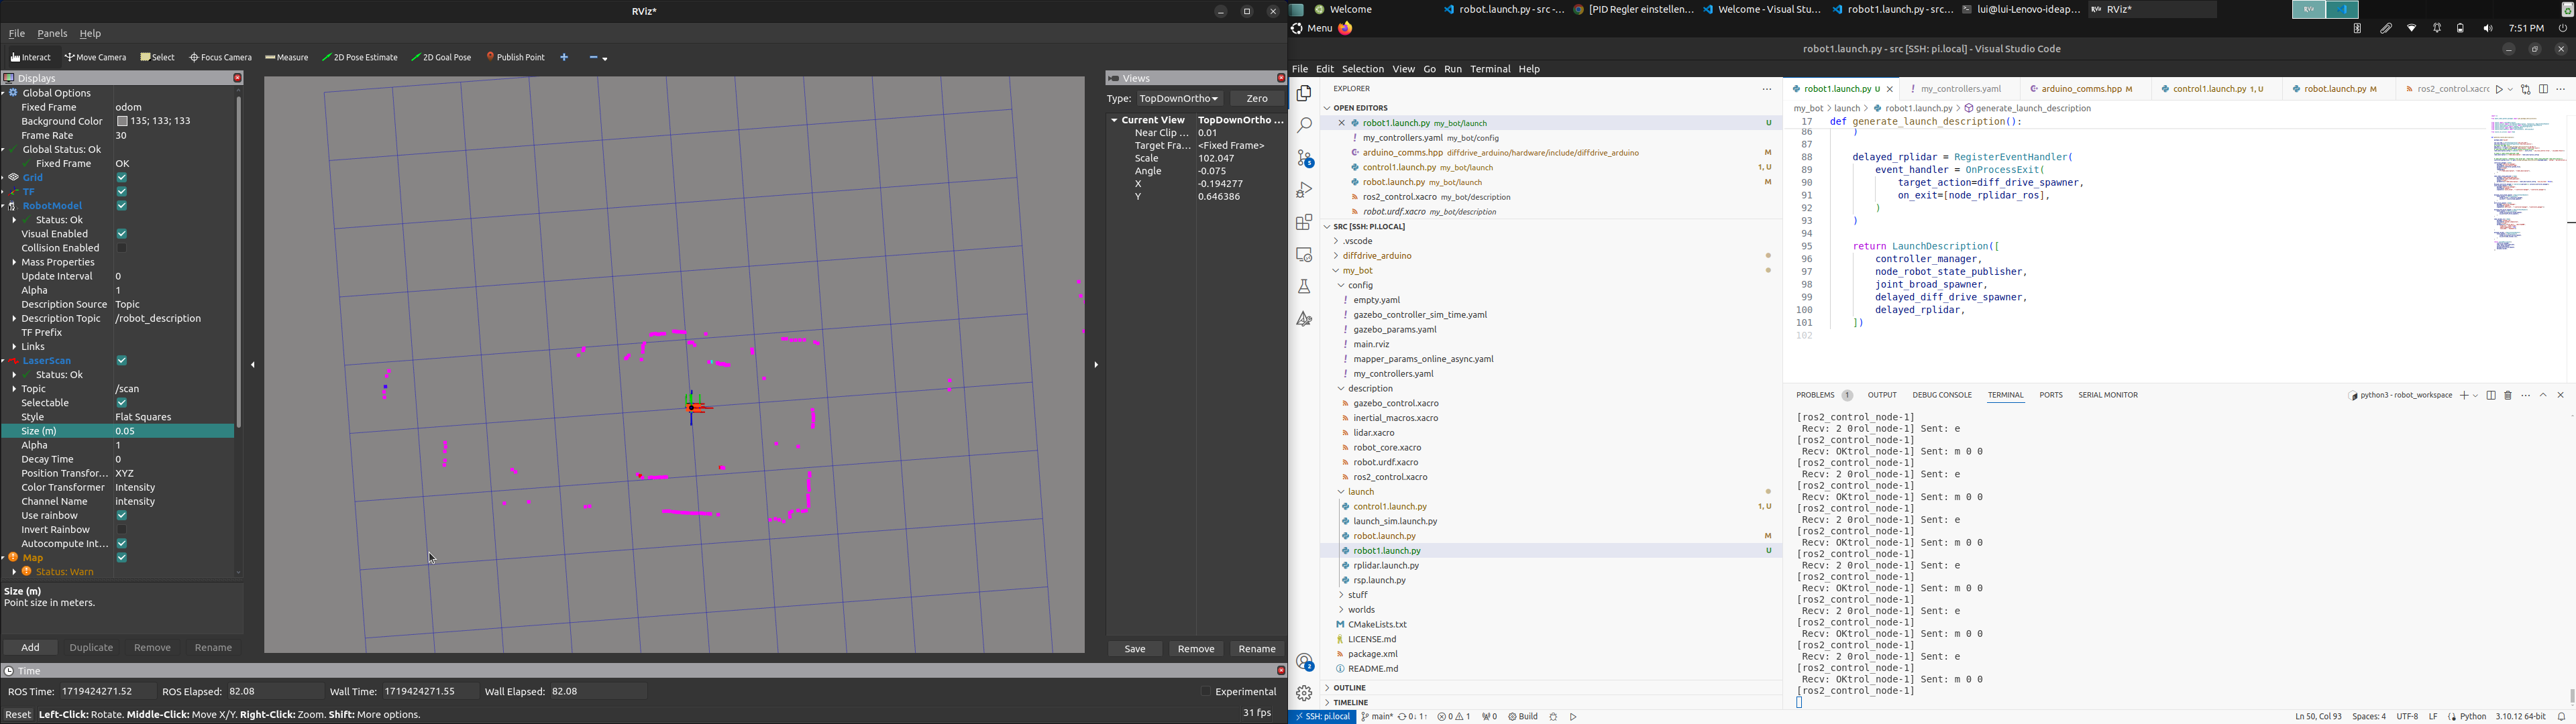 RViz*
File Panels Help
Interact Move Camera Select Focus Camera Measure 2D Pose Estimate 2D Goal Pose Publish Point
Displays
Global Options
Fixed Frame odom
Background Color 135; 133; 133
Frame Rate 30
Global Status: Ok
Fixed Frame OK
Grid
TF
RobotModel
Status: Ok
Visual Enabled
Collision Enabled
Mass Properties
Update Interval 0
Alpha 1
Description Source Topic
Description Topic /robot_description
TF Prefix
Links
LaserScan
Status: Ok
Topic /scan
Selectable
Style Flat Squares
Size (m) 0.05
Alpha 1
Decay Time 0
Position Transfor... XYZ
Color Transformer Intensity
Channel Name intensity
Use rainbow
Invert Rainbow
Autocompute Int...
Map
Status: Warn
Size (m)
Point size in meters.
Add Duplicate Remove Rename
Views
Type: TopDownOrtho Zero
Current View TopDownOrtho ...
Near Clip ... 0.01
Target Fra... <Fixed Frame>
Scale 102.047
Angle -0.075
X -0.194277
Y 0.646386
Save Remove Rename
Time
ROS Time: 1719424271.52 ROS Elapsed: 82.08 Wall Time: 1719424271.55 Wall Elapsed: 82.08 Experimental
Reset Left-Click: Rotate. Middle-Click: Move X/Y. Right-Click: Zoom. Shift: More options. 31 fps
Welcome robot.launch.py - src -... [PID Regler einstellen... Welcome - Visual Stu... robot1.launch.py - src... lui@lui-Lenovo-ideap... RViz*
Menu 7:51 PM
robot1.launch.py - src [SSH: pi.local] - Visual Studio Code
File Edit Selection View Go Run Terminal Help
EXPLORER
OPEN EDITORS
robot1.launch.py my_bot/launch U
my_controllers.yaml my_bot/config
arduino_comms.hpp diffdrive_arduino/hardware/include/diffdrive_arduino M
control1.launch.py my_bot/launch 1, U
robot.launch.py my_bot/launch M
ros2_control.xacro my_bot/description
robot.urdf.xacro my_bot/description
SRC [SSH: PI.LOCAL]
.vscode
diffdrive_arduino
my_bot
config
empty.yaml
gazebo_controller_sim_time.yaml
gazebo_params.yaml
main.rviz
mapper_params_online_async.yaml
my_controllers.yaml
description
gazebo_control.xacro
inertial_macros.xacro
lidar.xacro
robot_core.xacro
robot.urdf.xacro
ros2_control.xacro
launch
control1.launch.py 1, U
launch_sim.launch.py
robot.launch.py M
robot1.launch.py U
rplidar.launch.py
rsp.launch.py
stuff
worlds
CMakeLists.txt
LICENSE.md
package.xml
README.md
OUTLINE
TIMELINE
robot1.launch.py U my_controllers.yaml arduino_comms.hpp M control1.launch.py 1, U robot.launch.py M ros2_control.xacro
my_bot > launch > robot1.launch.py > generate_launch_description
17 def generate_launch_description():
86 )
87
88 delayed_rplidar = RegisterEventHandler(
89 event_handler = OnProcessExit(
90 target_action=diff_drive_spawner,
91 on_exit=[node_rplidar_ros],
92 )
93 )
94
95 return LaunchDescription([
96 controller_manager,
97 node_robot_state_publisher,
98 joint_broad_spawner,
99 delayed_diff_drive_spawner,
100 delayed_rplidar,
101 ])
102
PROBLEMS 1 OUTPUT DEBUG CONSOLE TERMINAL PORTS SERIAL MONITOR python3 - robot_workspace
[ros2_control_node-1]
Recv: 2 0rol_node-1] Sent: e
[ros2_control_node-1]
Recv: OKtrol_node-1] Sent: m 0 0
[ros2_control_node-1]
Recv: 2 0rol_node-1] Sent: e
[ros2_control_node-1]
Recv: OKtrol_node-1] Sent: m 0 0
[ros2_control_node-1]
Recv: 2 0rol_node-1] Sent: e
[ros2_control_node-1]
Recv: OKtrol_node-1] Sent: m 0 0
[ros2_control_node-1]
Recv: 2 0rol_node-1] Sent: e
[ros2_control_node-1]
Recv: OKtrol_node-1] Sent: m 0 0
[ros2_control_node-1]
Recv: 2 0rol_node-1] Sent: e
[ros2_control_node-1]
Recv: OKtrol_node-1] Sent: m 0 0
[ros2_control_node-1]
Recv: 2 0rol_node-1] Sent: e
[ros2_control_node-1]
Recv: OKtrol_node-1] Sent: m 0 0
[ros2_control_node-1]
SSH: pi.local main* 0↓ 1↑ 0 1 0 Build Ln 50, Col 93 Spaces: 4 UTF-8 LF Python 3.10.12 64-bit